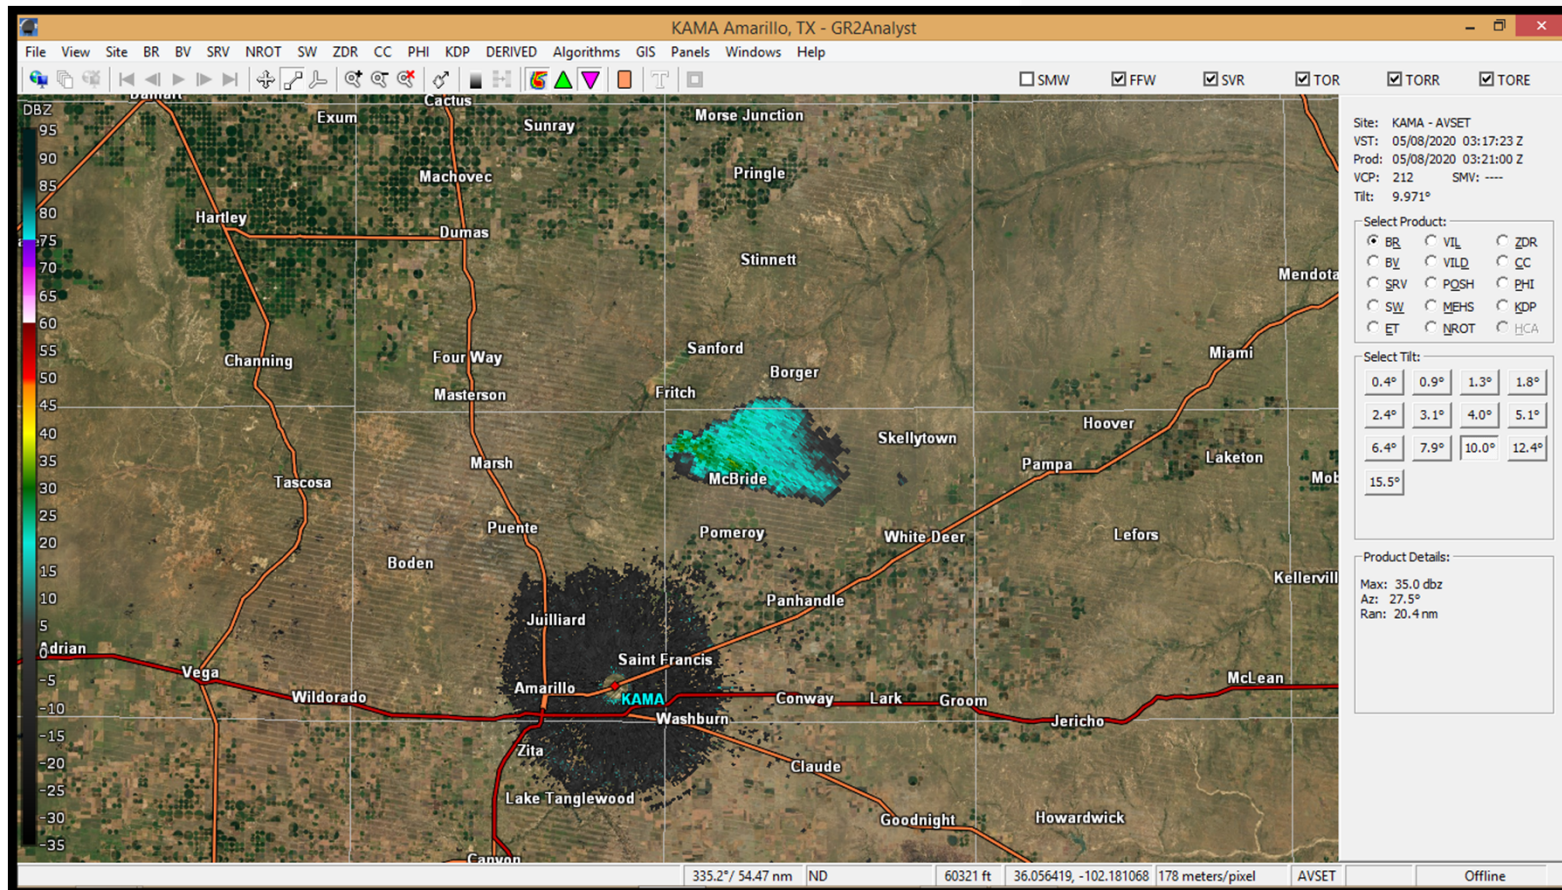 KAMA Amarillo, TX - GR2Analyst
File View Site BR BV SRV NROT SW ZDR CC PHI KDP DERIVED Algorithms GIS Panels Windows Help
SMW FFW SVR TOR TORR TORE
DBZ
95
90
85
80
75
70
65
60
55
50
45
40
35
30
25
20
15
10
5
0
-5
-10
-15
-20
-25
-30
-35
Cactus
Exum
Sunray
Morse Junction
Machovec
Pringle
Hartley
Dumas
Stinnett
Mendota
Sanford
Miami
Channing
Four Way
Borger
Masterson
Fritch
Hoover
Skellytown
Laketon
Marsh
Pampa
McBride
Mob
Tascosa
Puente
Pomeroy
White Deer
Lefors
Boden
Kellervill
Panhandle
Juilliard
Adrian
Saint Francis
Vega
McLean
Amarillo
Wildorado
KAMA
Conway
Lark
Groom
Washburn
Jericho
Zita
Claude
Lake Tanglewood
Goodnight
Howardwick
Canyon
Site: KAMA - AVSET
VST: 05/08/2020 03:17:23 Z
Prod: 05/08/2020 03:21:00 Z
VCP: 212 SMV: ----
Tilt: 9.971°
Select Product:
BR VIL ZDR
BV VILD CC
SRV POSH PHI
SW MEHS KDP
ET NROT HCA
Select Tilt:
0.4° 0.9° 1.3° 1.8°
2.4° 3.1° 4.0° 5.1°
6.4° 7.9° 10.0° 12.4°
15.5°
Product Details:
Max: 35.0 dbz
Az: 27.5°
Ran: 20.4 nm
335.2°/ 54.47 nm ND 60321 ft 36.056419, -102.181068 178 meters/pixel AVSET Offline